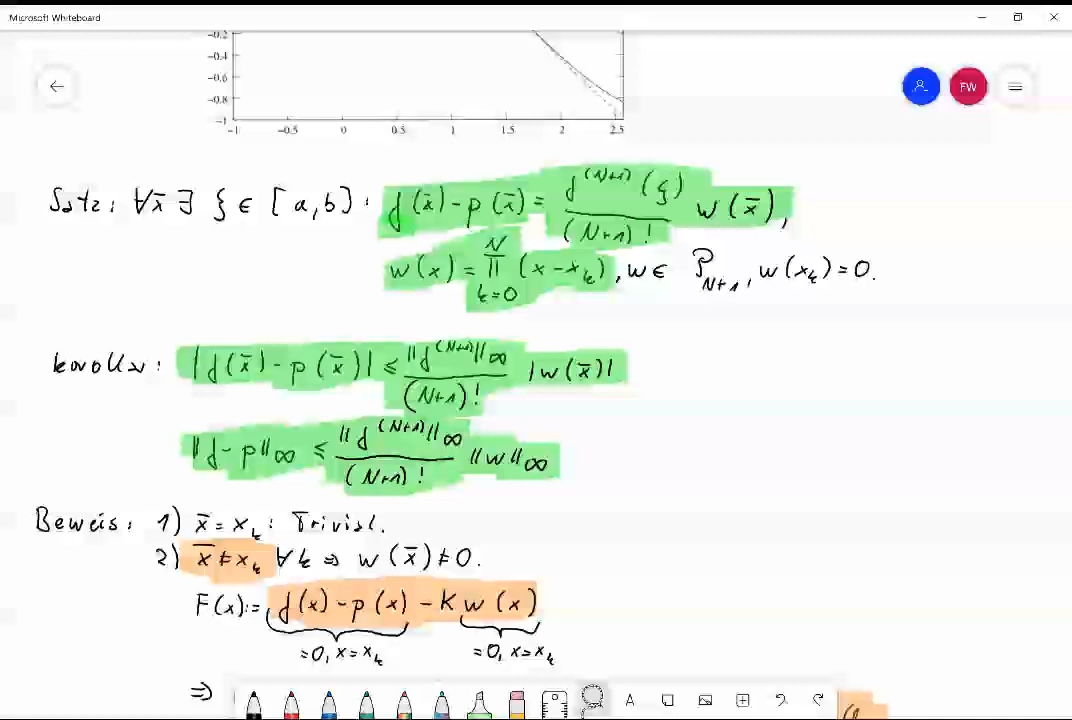 Microsoft Whiteboard
FW
-0.2
-0.4
-0.6
-0.8
-1
-1 -0.5 0 0.5 1 1.5 2 2.5
Satz: ∀x̄ ∃ ξ ∈ [a,b]: f(x̄) - p(x̄) = f^(N+1)(ξ) / (N+1)! w(x̄),
w(x) = ∏_{k=0}^{N} (x-x_k), w ∈ P_{N+1}, w(x_k) = 0.
Korollar: |f(x̄) - p(x̄)| ≤ ||f^(N+1)||_∞ / (N+1)! |w(x̄)|
||f-p||_∞ ≤ ||f^(N+1)||_∞ / (N+1)! ||w||_∞
Beweis: 1) x̄ = x_k: Trivial.
2) x̄ ≠ x_k ∀k ⇒ w(x̄) ≠ 0.
F(x) := f(x) - p(x) - K w(x)
=0, x=x_k =0, x=x_k
⇒
A